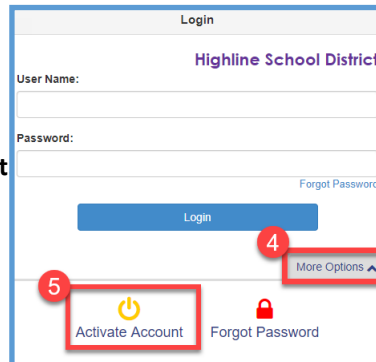 Login
Highline School District
User Name:
Password:
t
Forgot Password
Login
4
More Options
5
Activate Account
Forgot Password